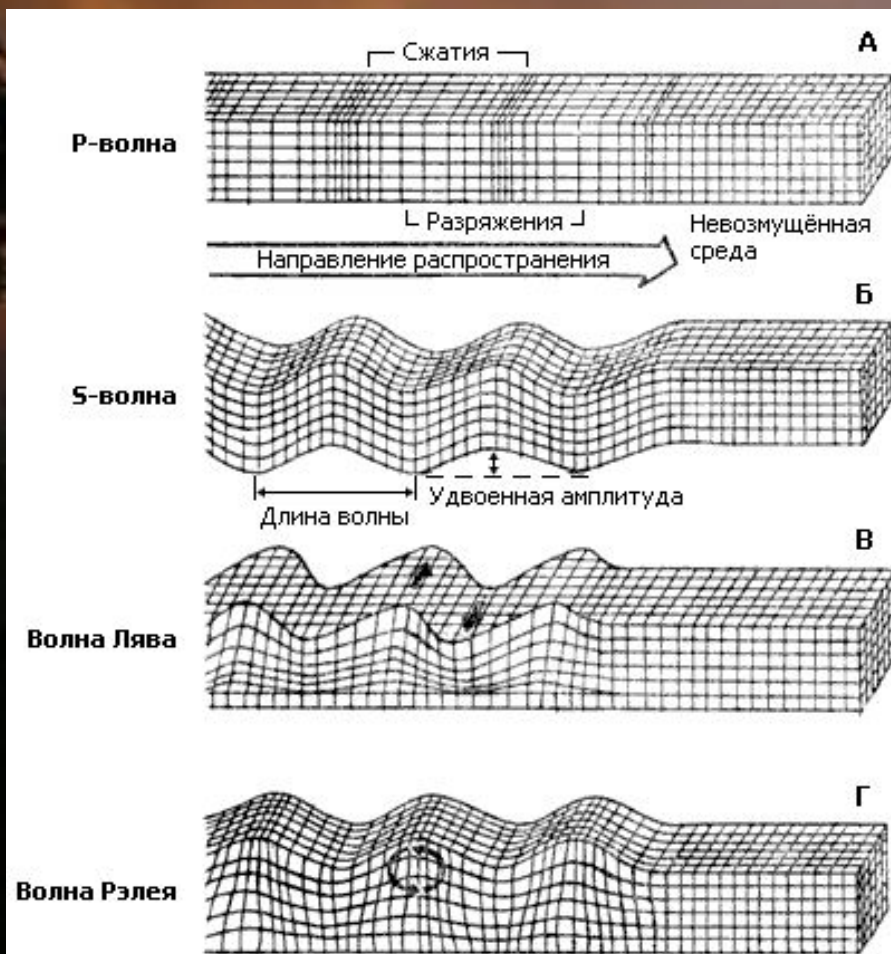 А
Сжатия
Р-волна
Разряжения
Невозмущённая
среда
Направление распространения
Б
S-волна
Удвоенная амплитуда
Длина волны
В
Волна Лява
Г
Волна Рэлея